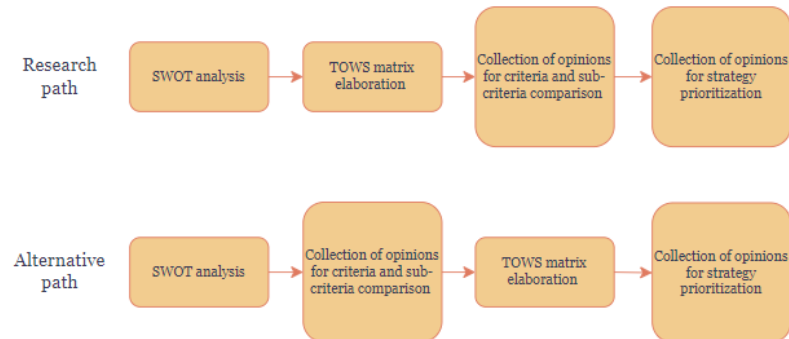 Research
path
SWOT analysis
TOWS matrix
elaboration
Collection of opinions
for criteria and sub-
criteria comparison
Collection of opinions
for strategy
prioritization
Alternative
path
SWOT analysis
Collection of opinions
for criteria and sub-
criteria comparison
TOWS matrix
elaboration
Collection of opinions
for strategy
prioritization